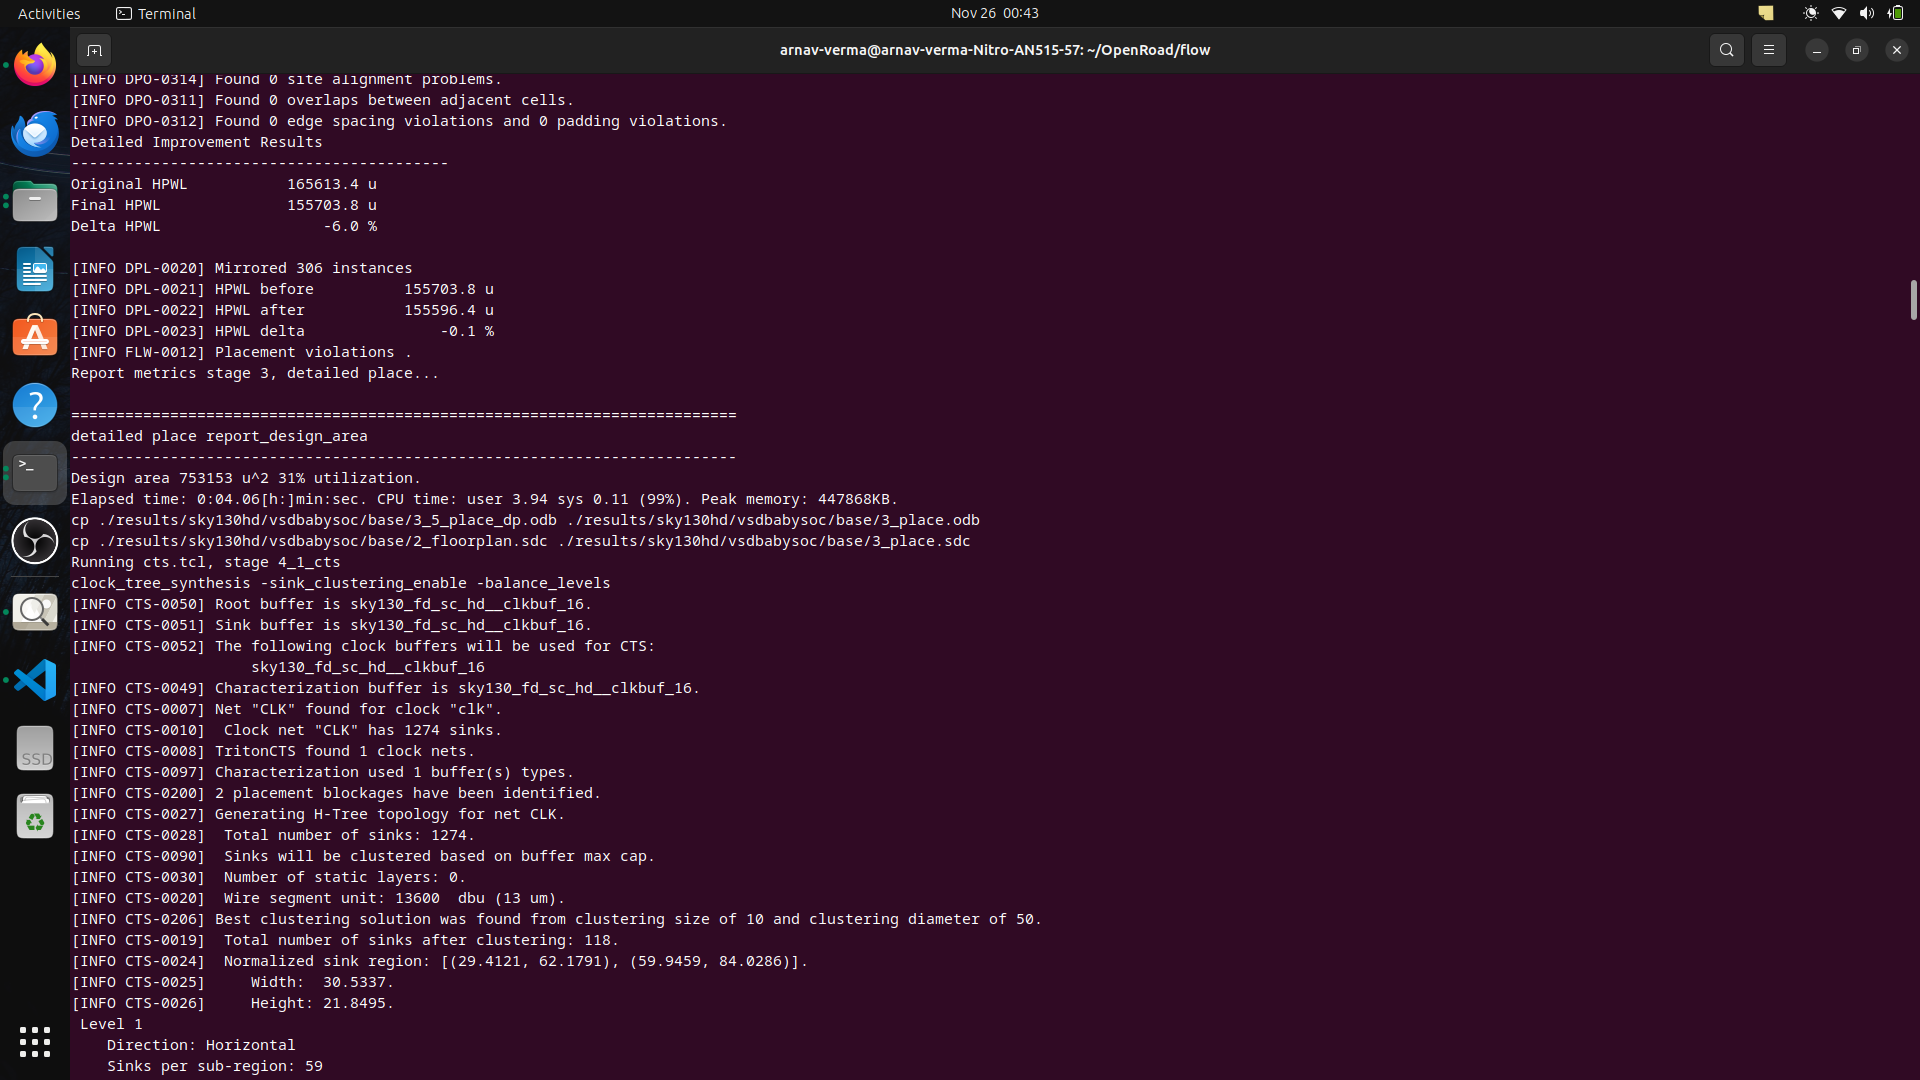 Activities
Terminal
Nov 26 00:43
arnav-verma@arnav-verma-Nitro-AN515-57: ~/OpenRoad/flow
[INFO DPO-0314] Found 0 site alignment problems.
[INFO DPO-0311] Found 0 overlaps between adjacent cells.
[INFO DPO-0312] Found 0 edge spacing violations and 0 padding violations.
Detailed Improvement Results
------------------------------------------
Original HPWL           165613.4 u
Final HPWL              155703.8 u
Delta HPWL                  -6.0 %
[INFO DPL-0020] Mirrored 306 instances
[INFO DPL-0021] HPWL before          155703.8 u
[INFO DPL-0022] HPWL after           155596.4 u
[INFO DPL-0023] HPWL delta               -0.1 %
[INFO FLW-0012] Placement violations .
Report metrics stage 3, detailed place...
==========================================================================
detailed place report_design_area
--------------------------------------------------------------------------
Design area 753153 u^2 31% utilization.
Elapsed time: 0:04.06[h:]min:sec. CPU time: user 3.94 sys 0.11 (99%). Peak memory: 447868KB.
cp ./results/sky130hd/vsdbabysoc/base/3_5_place_dp.odb ./results/sky130hd/vsdbabysoc/base/3_place.odb
cp ./results/sky130hd/vsdbabysoc/base/2_floorplan.sdc ./results/sky130hd/vsdbabysoc/base/3_place.sdc
Running cts.tcl, stage 4_1_cts
clock_tree_synthesis -sink_clustering_enable -balance_levels
[INFO CTS-0050] Root buffer is sky130_fd_sc_hd__clkbuf_16.
[INFO CTS-0051] Sink buffer is sky130_fd_sc_hd__clkbuf_16.
[INFO CTS-0052] The following clock buffers will be used for CTS:
                    sky130_fd_sc_hd__clkbuf_16
[INFO CTS-0049] Characterization buffer is sky130_fd_sc_hd__clkbuf_16.
[INFO CTS-0007] Net "CLK" found for clock "clk".
[INFO CTS-0010]  Clock net "CLK" has 1274 sinks.
[INFO CTS-0008] TritonCTS found 1 clock nets.
[INFO CTS-0097] Characterization used 1 buffer(s) types.
[INFO CTS-0200] 2 placement blockages have been identified.
[INFO CTS-0027] Generating H-Tree topology for net CLK.
[INFO CTS-0028]  Total number of sinks: 1274.
[INFO CTS-0090]  Sinks will be clustered based on buffer max cap.
[INFO CTS-0030]  Number of static layers: 0.
[INFO CTS-0020]  Wire segment unit: 13600  dbu (13 um).
[INFO CTS-0206] Best clustering solution was found from clustering size of 10 and clustering diameter of 50.
[INFO CTS-0019]  Total number of sinks after clustering: 118.
[INFO CTS-0024]  Normalized sink region: [(29.4121, 62.1791), (59.9459, 84.0286)].
[INFO CTS-0025]     Width:  30.5337.
[INFO CTS-0026]     Height: 21.8495.
 Level 1
    Direction: Horizontal
    Sinks per sub-region: 59
SSD